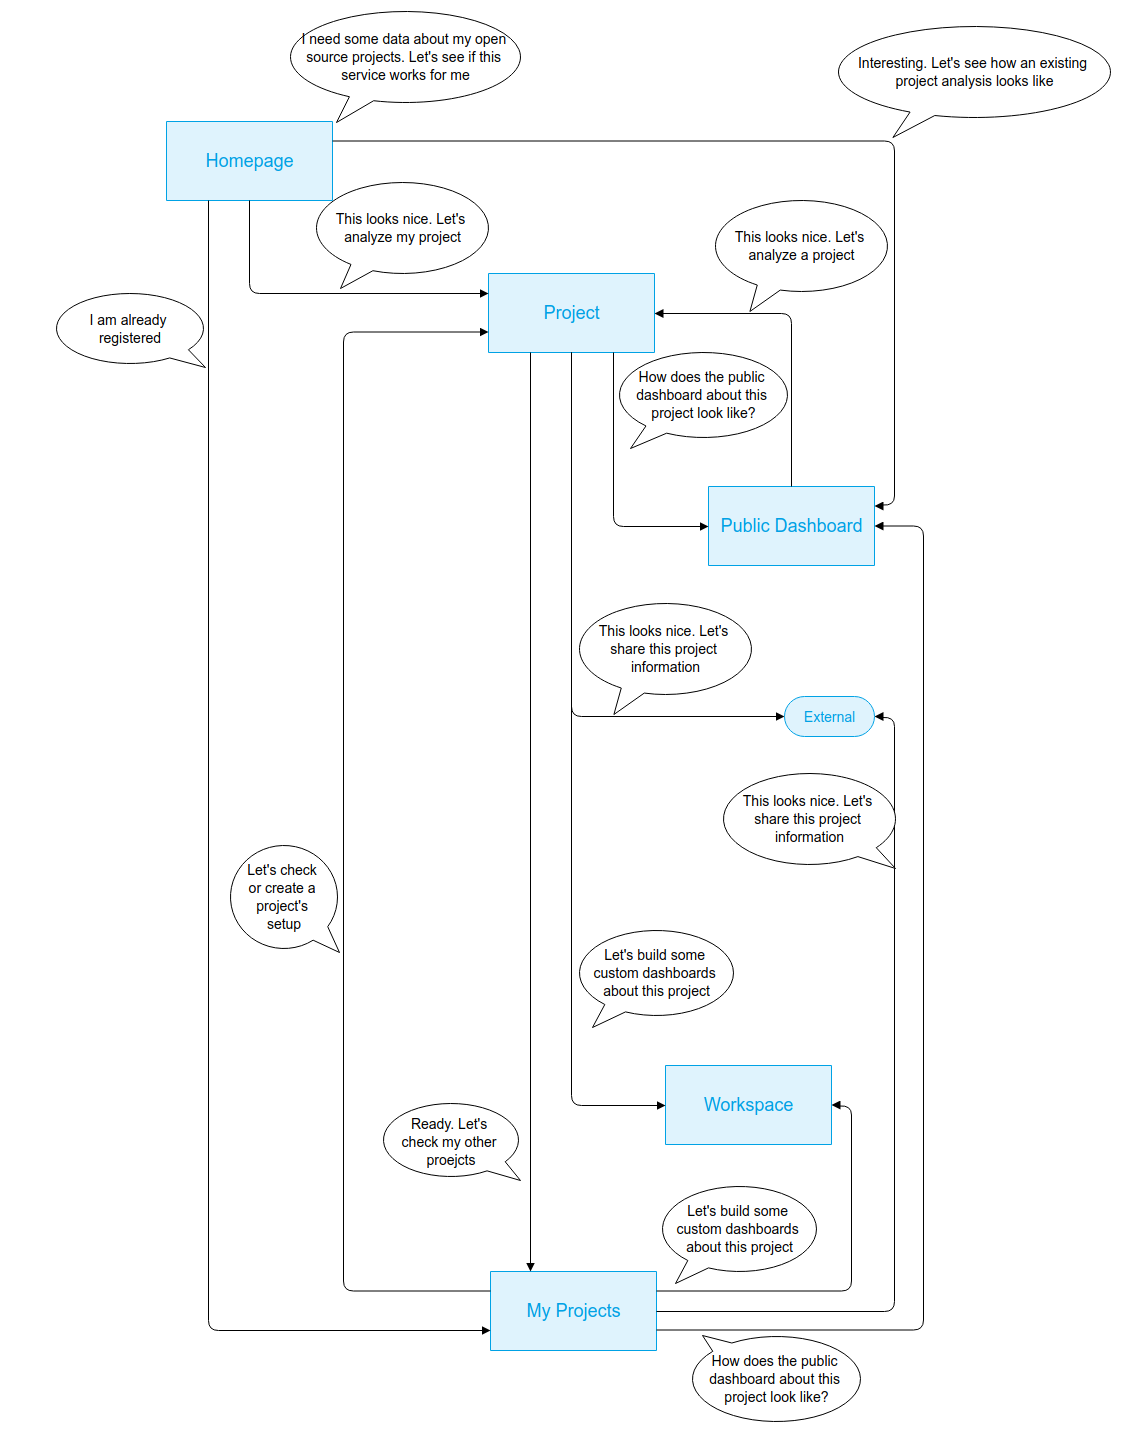 I need some data about my open
source projects. Let's see if this
service works for me
Interesting. Let's see how an existing
project analysis looks like
Homepage
This looks nice. Let's
analyze my project
This looks nice. Let's
analyze a project
I am already
registered
Project
How does the public
dashboard about this
project look like?
Public Dashboard
This looks nice. Let's
share this project
information
External
This looks nice. Let's
share this project
information
Let's check
or create a
project's
setup
Let's build some
custom dashboards
about this project
Workspace
Ready. Let's
check my other
proejcts
Let's build some
custom dashboards
about this project
My Projects
How does the public
dashboard about this
project look like?